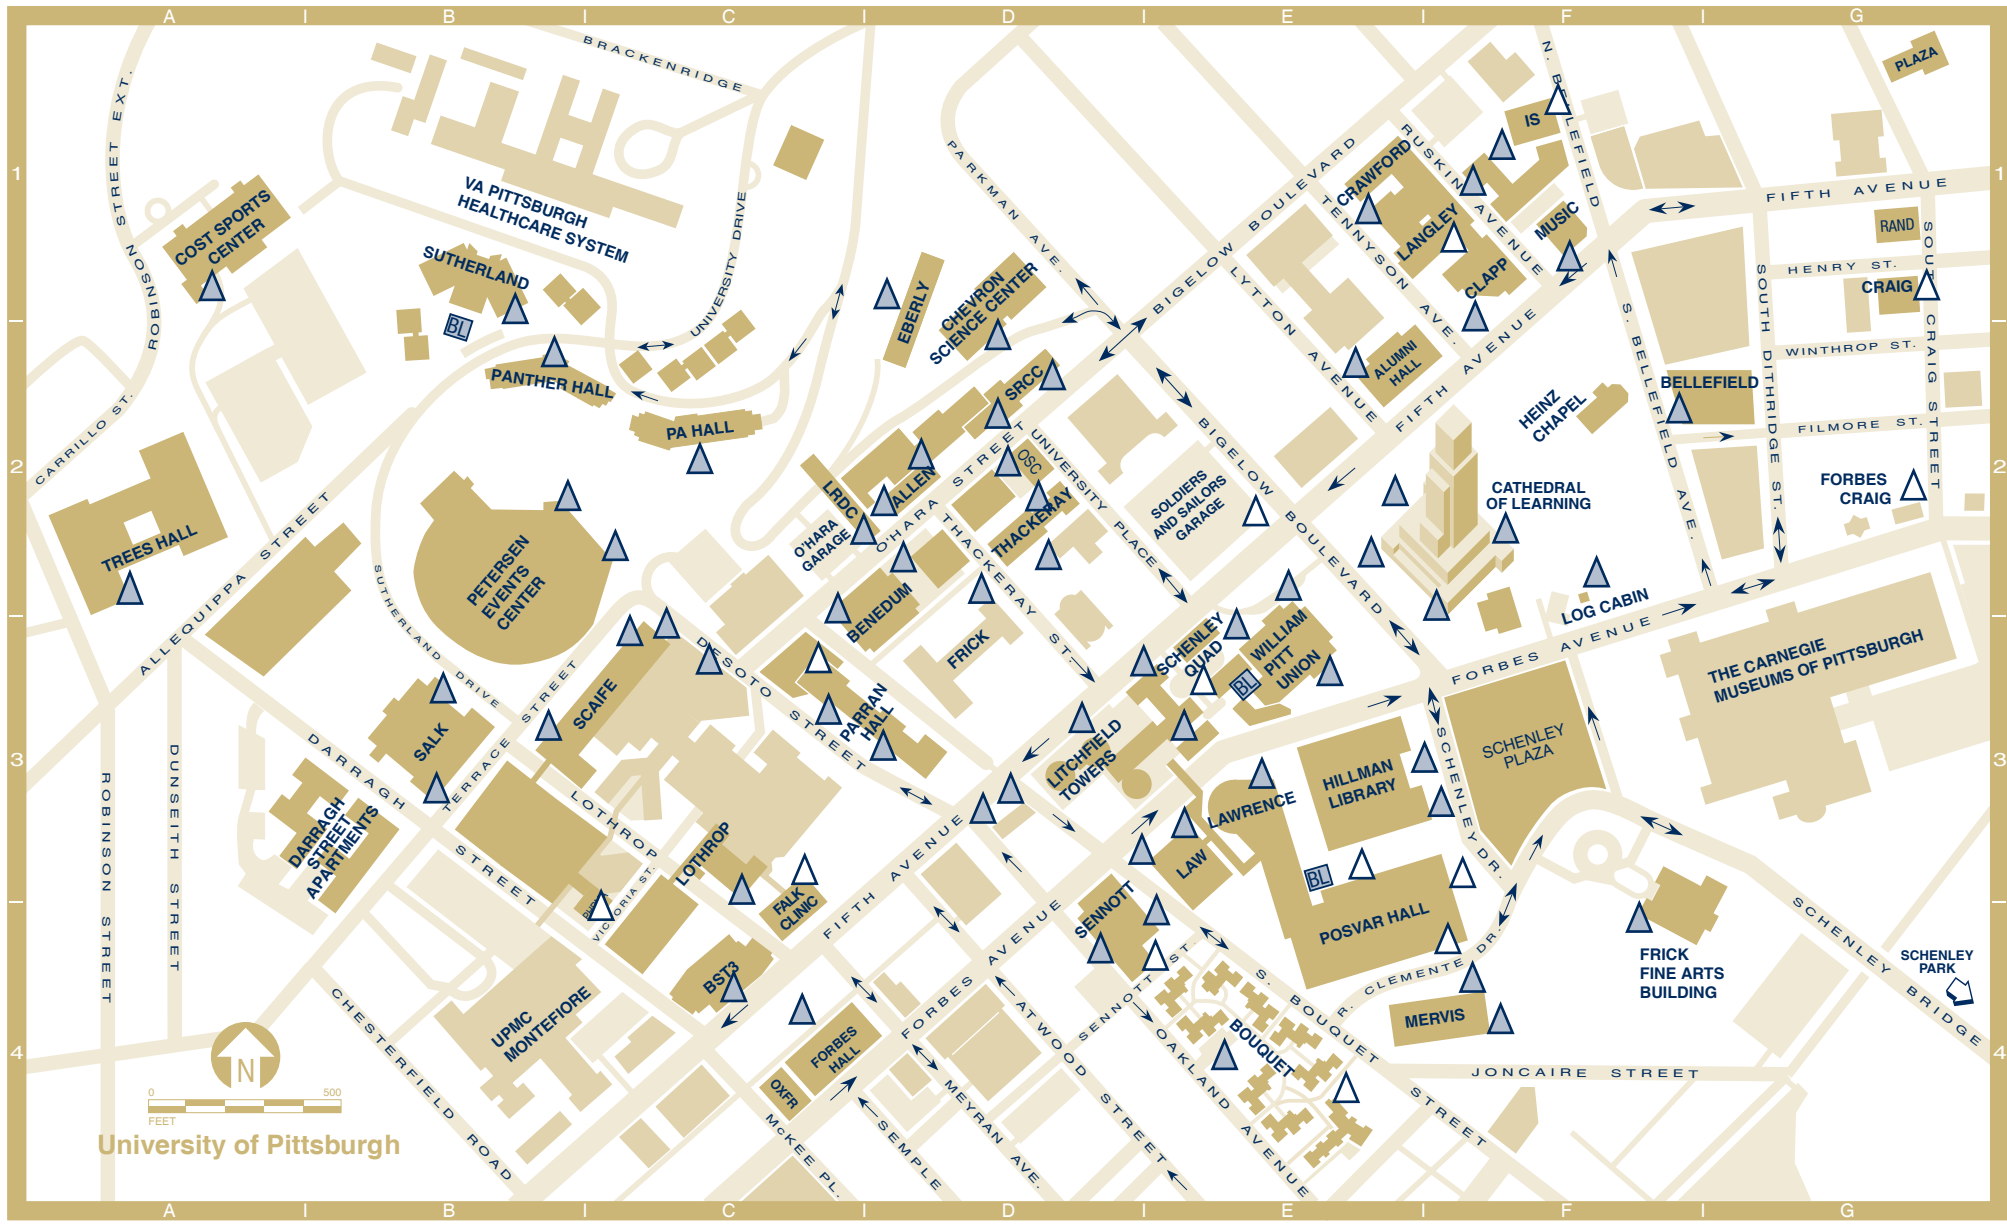 A I B I C I D I E I F I G
BRACKENRIDGE
N. BELLEFIELD
PLAZA
STREET EXT.
IS
1
1
PARKMAN AVE.
BIGELOW BOULEVARD
RUSKIN AVENUE
CRAWFORD
FIFTH AVENUE
VA PITTSBURGH
HEALTHCARE SYSTEM
COST SPORTS
CENTER
UNIVERSITY DRIVE
TENNYSON AVE.
LANGLEY
MUSIC
RAND
SOUTH CRAIG STREET
ROBINSON
SUTHERLAND
BL
EBERLY
CHEVRON
SCIENCE CENTER
LYTTON AVENUE
CLAPP
HENRY ST.
CRAIG
SOUTH DITHRIDGE ST.
S. BELLEFIELD AVE.
WINTHROP ST.
PANTHER HALL
SRCC
ALUMNI
HALL
FIFTH AVENUE
BELLEFIELD
HEINZ
CHAPEL
CARRILLO ST.
PA HALL
FILMORE ST.
2
2
UNIVERSITY PLACE
BIGELOW BOULEVARD
OSC
LRDC
ALLEN
O'HARA STREET
O'HARA
GARAGE
THACKERAY
SOLDIERS
AND SAILORS
GARAGE
CATHEDRAL
OF LEARNING
FORBES
CRAIG
TREES HALL
ALLEQUIPPA STREET
PETERSEN
EVENTS
CENTER
THACKERAY ST.
SUTHERLAND DRIVE
BENEDUM
FRICK
SCHENLEY
QUAD
WILLIAM
PITT
UNION
BL
LOG CABIN
FORBES AVENUE
THE CARNEGIE
MUSEUMS OF PITTSBURGH
DESOTO STREET
SCAIFE
PARRAN
HALL
SALK
TERRACE STREET
LITCHFIELD
TOWERS
SCHENLEY
PLAZA
3
3
DARRAGH STREET
DUNSEITH STREET
ROBINSON STREET
DARRAGH
STREET
APARTMENTS
LOTHROP
LOTHROP
HILLMAN
LIBRARY
SCHENLEY DR.
LAWRENCE
LAW
BL
FALK
CLINIC
FIFTH AVENUE
VICTORIA ST.
SENNOTT
POSVAR HALL
R. CLEMENTE DR.
SCHENLEY BRIDGE
SCHENLEY
PARK
FRICK
FINE ARTS
BUILDING
BST3
FORBES AVENUE
SENNOTT ST.
S. BOUQUET STREET
MERVIS
UPMC
MONTEFIORE
CHESTERFIELD ROAD
FORBES
HALL
OXFR
ATWOOD STREET
OAKLAND AVENUE
BOUQUET
JONCAIRE STREET
4
4
N
0 500
FEET
MEYRAN AVE.
SEMPLE
MCKEE PL.
University of Pittsburgh
A I B I C I D I E I F I G